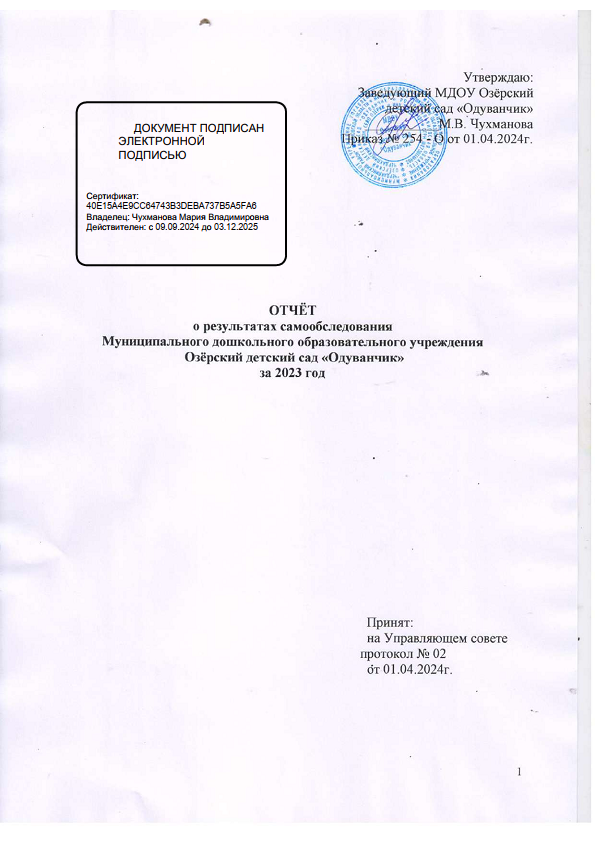 Утверждаю:
Заведующий МДОУ Озёрский
детский сад «Одуванчик»
М.В. Чухманова
Приказ № 254 - О от 01.04.2024г.
ДОКУМЕНТ ПОДПИСАН
ЭЛЕКТРОННОЙ
ПОДПИСЬЮ
Сертификат:
40E15A4E9CC64743B3DEBA737B5A5FA6
Владелец: Чухманова Мария Владимировна
Действителен: с 09.09.2024 до 03.12.2025
ОТЧЁТ
о результатах самообследования
Муниципального дошкольного образовательного учреждения
Озёрский детский сад «Одуванчик»
за 2023 год
Принят:
на Управляющем совете
протокол № 02
от 01.04.2024г.
1